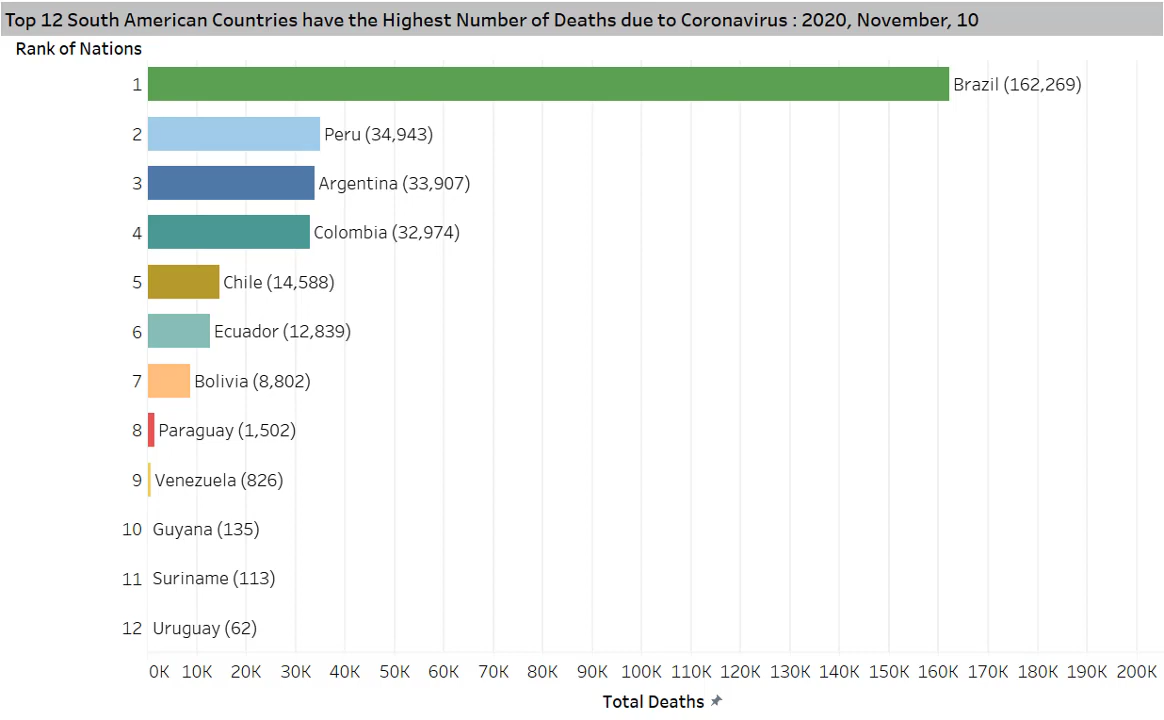 Top 12 South American Countries have the Highest Number of Deaths due to Coronavirus : 2020, November, 10
Rank of Nations
1 Brazil (162,269)
2 Peru (34,943)
3 Argentina (33,907)
4 Colombia (32,974)
5 Chile (14,588)
6 Ecuador (12,839)
7 Bolivia (8,802)
8 Paraguay (1,502)
9 Venezuela (826)
10 Guyana (135)
11 Suriname (113)
12 Uruguay (62)
0K 10K 20K 30K 40K 50K 60K 70K 80K 90K 100K 110K 120K 130K 140K 150K 160K 170K 180K 190K 200K
Total Deaths